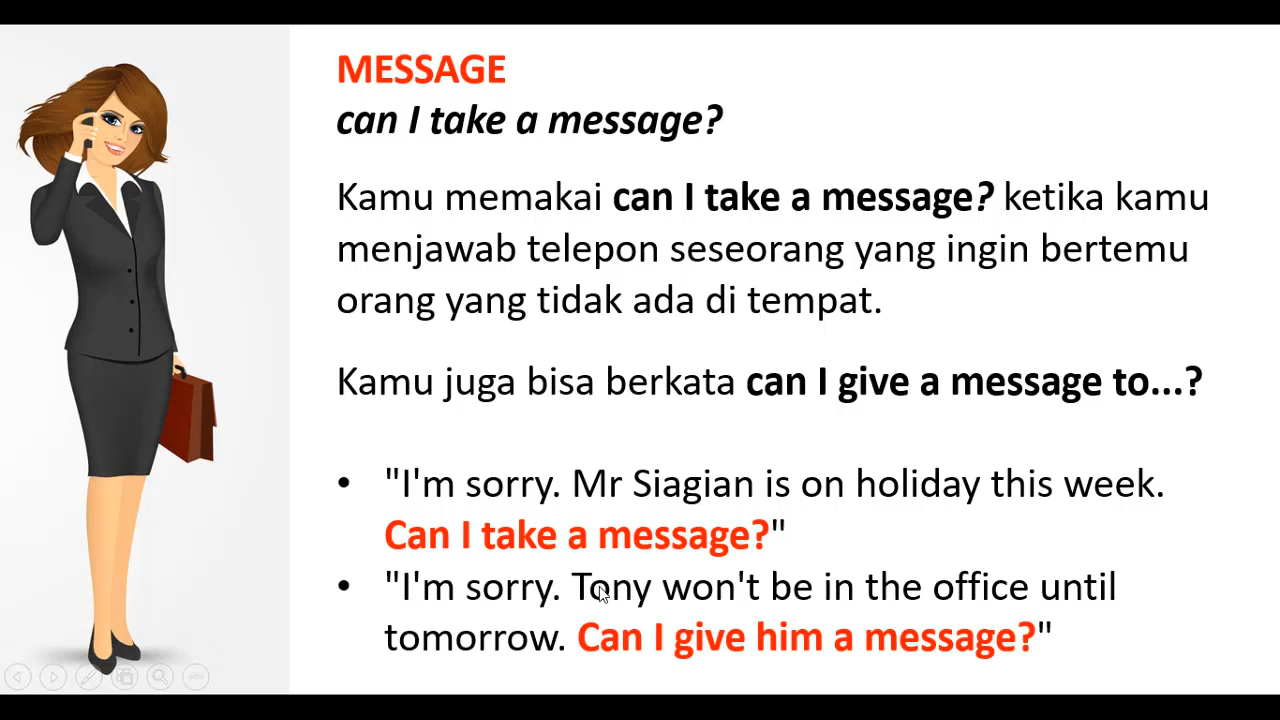 MESSAGE
can I take a message?
Kamu memakai can I take a message? ketika kamu
menjawab telepon seseorang yang ingin bertemu
orang yang tidak ada di tempat.
Kamu juga bisa berkata can I give a message to...?
• "I'm sorry. Mr Siagian is on holiday this week.
Can I take a message?"
• "I'm sorry. Tony won't be in the office until
tomorrow. Can I give him a message?"